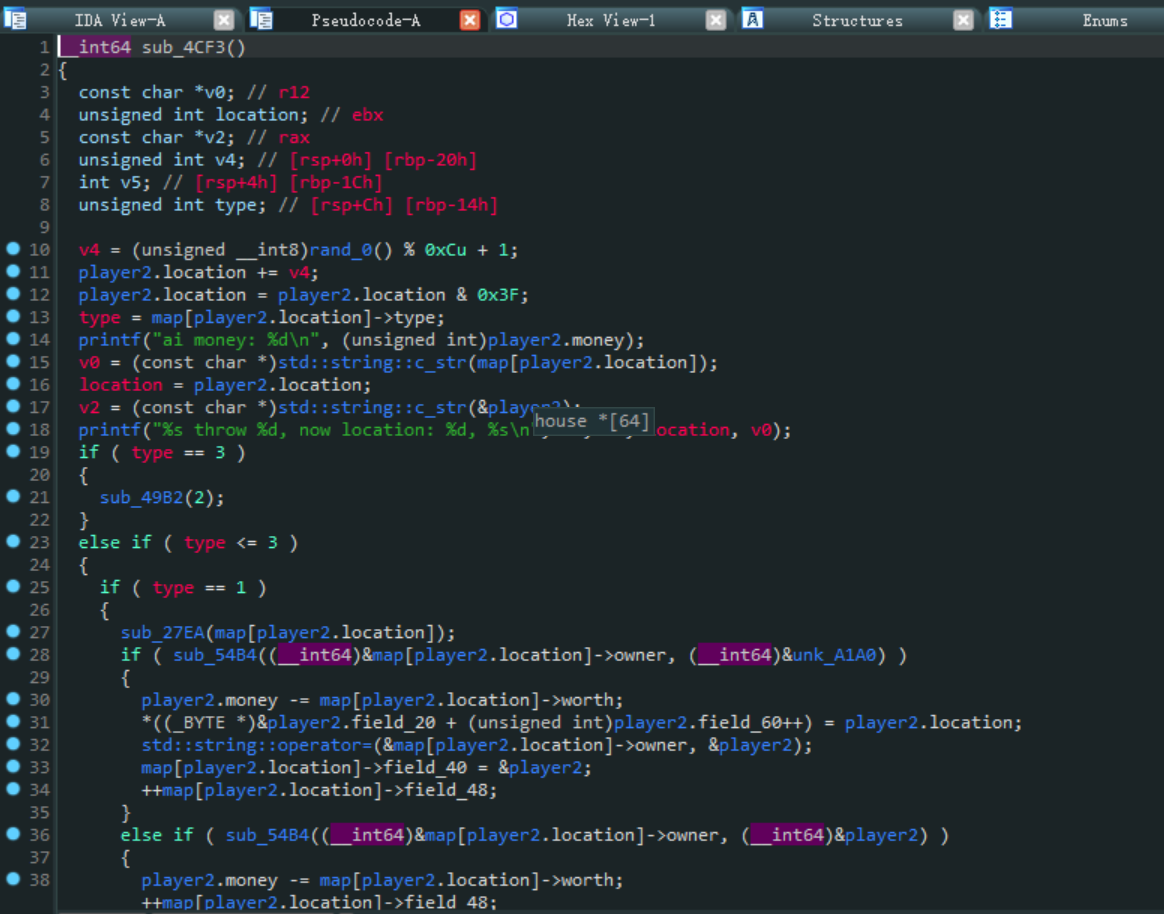 IDA View-A Pseudocode-A Hex View-1 Structures Enums
1 __int64 sub_4CF3()
2 {
3 const char *v0; // r12
4 unsigned int location; // ebx
5 const char *v2; // rax
6 unsigned int v4; // [rsp+0h] [rbp-20h]
7 int v5; // [rsp+4h] [rbp-1Ch]
8 unsigned int type; // [rsp+Ch] [rbp-14h]
9
10 v4 = (unsigned __int8)rand_0() % 0xCu + 1;
11 player2.location += v4;
12 player2.location = player2.location & 0x3F;
13 type = map[player2.location]->type;
14 printf("ai money: %d\n", (unsigned int)player2.money);
15 v0 = (const char *)std::string::c_str(map[player2.location]);
16 location = player2.location;
17 v2 = (const char *)std::string::c_str(&player2);
house *[64]
18 printf("%s throw %d, now location: %d, %s\n ocation, v0);
19 if ( type == 3 )
20 {
21 sub_49B2(2);
22 }
23 else if ( type <= 3 )
24 {
25 if ( type == 1 )
26 {
27 sub_27EA(map[player2.location]);
28 if ( sub_54B4((__int64)&map[player2.location]->owner, (__int64)&unk_A1A0) )
29 {
30 player2.money -= map[player2.location]->worth;
31 *((_BYTE *)&player2.field_20 + (unsigned int)player2.field_60++) = player2.location;
32 std::string::operator=(&map[player2.location]->owner, &player2);
33 map[player2.location]->field_40 = &player2;
34 ++map[player2.location]->field_48;
35 }
36 else if ( sub_54B4((__int64)&map[player2.location]->owner, (__int64)&player2) )
37 {
38 player2.money -= map[player2.location]->worth;
++map[player2.location]->field_48;